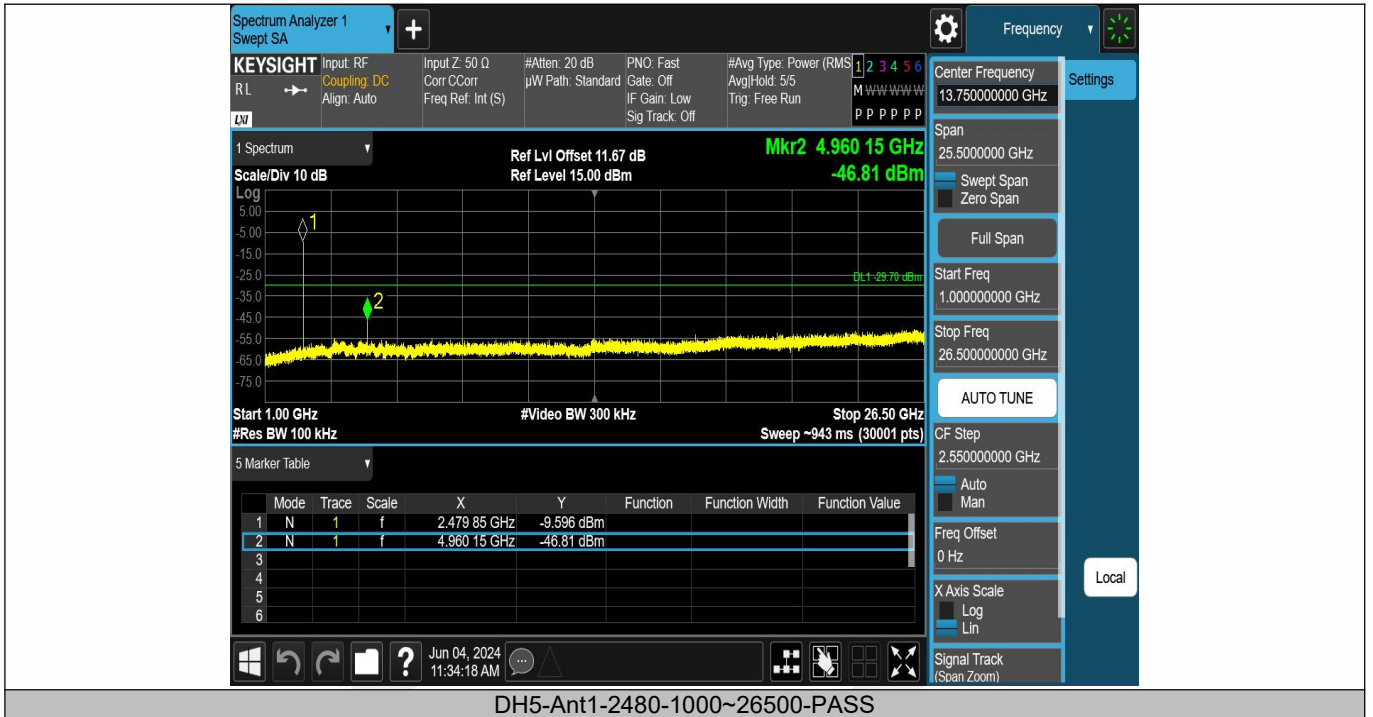 Spectrum Analyzer 1
Swept SA
+
Frequency
KEYSIGHT
RL
LXI
Input: RF
Coupling: DC
Align: Auto
Input Z: 50 Ω
Corr CCorr
Freq Ref: Int (S)
#Atten: 20 dB
µW Path: Standard
PNO: Fast
Gate: Off
IF Gain: Low
Sig Track: Off
#Avg Type: Power (RMS
Avg|Hold: 5/5
Trig: Free Run
1 2 3 4 5 6
M W W W W W
P P P P P P
1 Spectrum
Scale/Div 10 dB
Ref Lvl Offset 11.67 dB
Ref Level 15.00 dBm
Mkr2 4.960 15 GHz
-46.81 dBm
Log
5.00
-5.00
-15.0
-25.0
-35.0
-45.0
-55.0
-65.0
-75.0
1
2
DL1 -29.70 dBm
Start 1.00 GHz
#Video BW 300 kHz
Stop 26.50 GHz
#Res BW 100 kHz
Sweep ~943 ms (30001 pts)
5 Marker Table
Mode Trace Scale X Y Function Function Width Function Value
1 N 1 f 2.479 85 GHz -9.596 dBm
2 N 1 f 4.960 15 GHz -46.81 dBm
3
4
5
6
Jun 04, 2024
11:34:18 AM
?
Center Frequency
13.750000000 GHz
Settings
Span
25.5000000 GHz
Swept Span
Zero Span
Full Span
Start Freq
1.000000000 GHz
Stop Freq
26.500000000 GHz
AUTO TUNE
CF Step
2.550000000 GHz
Auto
Man
Freq Offset
0 Hz
X Axis Scale
Log
Lin
Local
Signal Track
(Span Zoom)
DH5-Ant1-2480-1000~26500-PASS